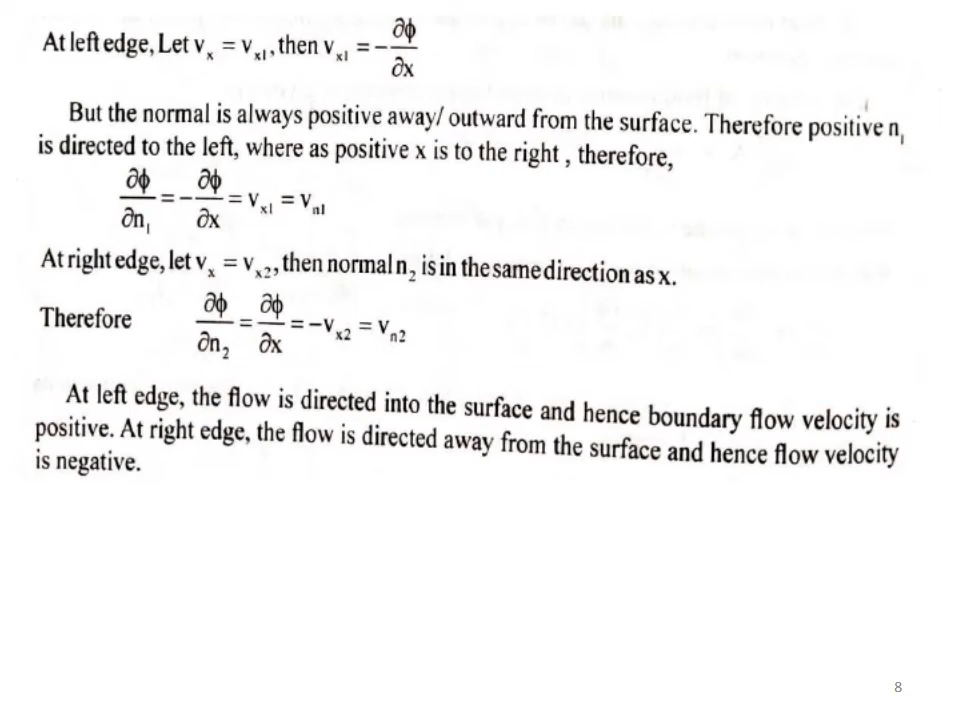 At left edge, Let vₓ = vₓ₁, then vₓ₁ = −∂ϕ/∂x
But the normal is always positive away/ outward from the surface. Therefore positive n₁
is directed to the left, where as positive x is to the right , therefore,
∂ϕ/∂n₁ = −∂ϕ/∂x = vₓ₁ = vₙ₁
At right edge, let vₓ = vₓ₂, then normal n₂ is in the same direction as x.
Therefore ∂ϕ/∂n₂ = ∂ϕ/∂x = −vₓ₂ = vₙ₂
At left edge, the flow is directed into the surface and hence boundary flow velocity is
positive. At right edge, the flow is directed away from the surface and hence flow velocity
is negative.
8